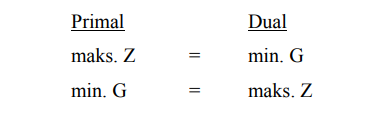 Primal Dual
maks. Z = min. G
min. G = maks. Z